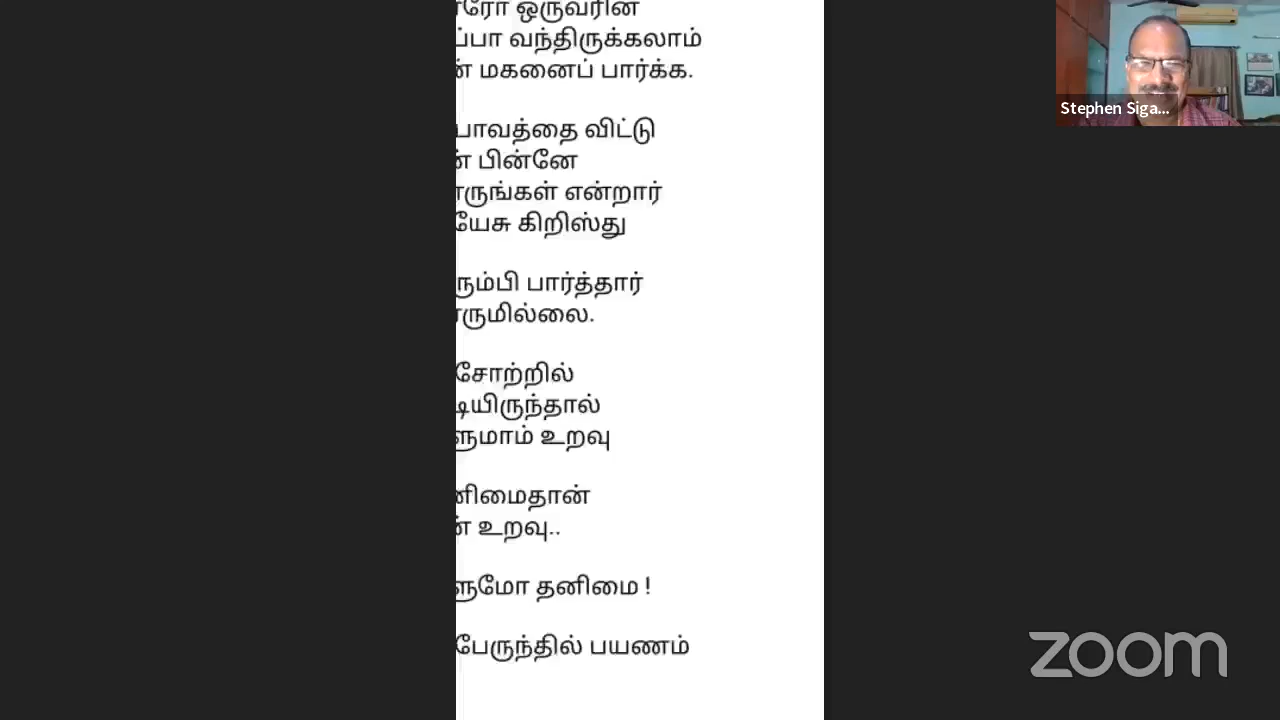 ரோ ஒருவரின்
ப்பா வந்திருக்கலாம்
ன் மகனைப் பார்க்க.
பாவத்தை விட்டு
ன் பின்னே
ாருங்கள் என்றார்
யேசு கிறிஸ்து
ரும்பி பார்த்தார்
ாருமில்லை.
சோற்றில்
டியிருந்தால்
ளுமாம் உறவு
னிமைதான்
ன் உறவு..
ளுமோ தனிமை !
பேருந்தில் பயணம்
Stephen Siga...
zoom